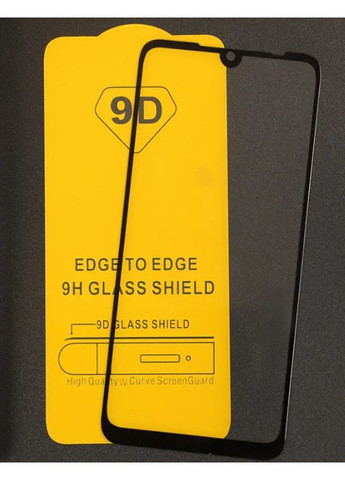 9D
EDGE TO EDGE
9H GLASS SHIELD
9D GLASS SHIELD
High Quality W. Curve ScreenGuard